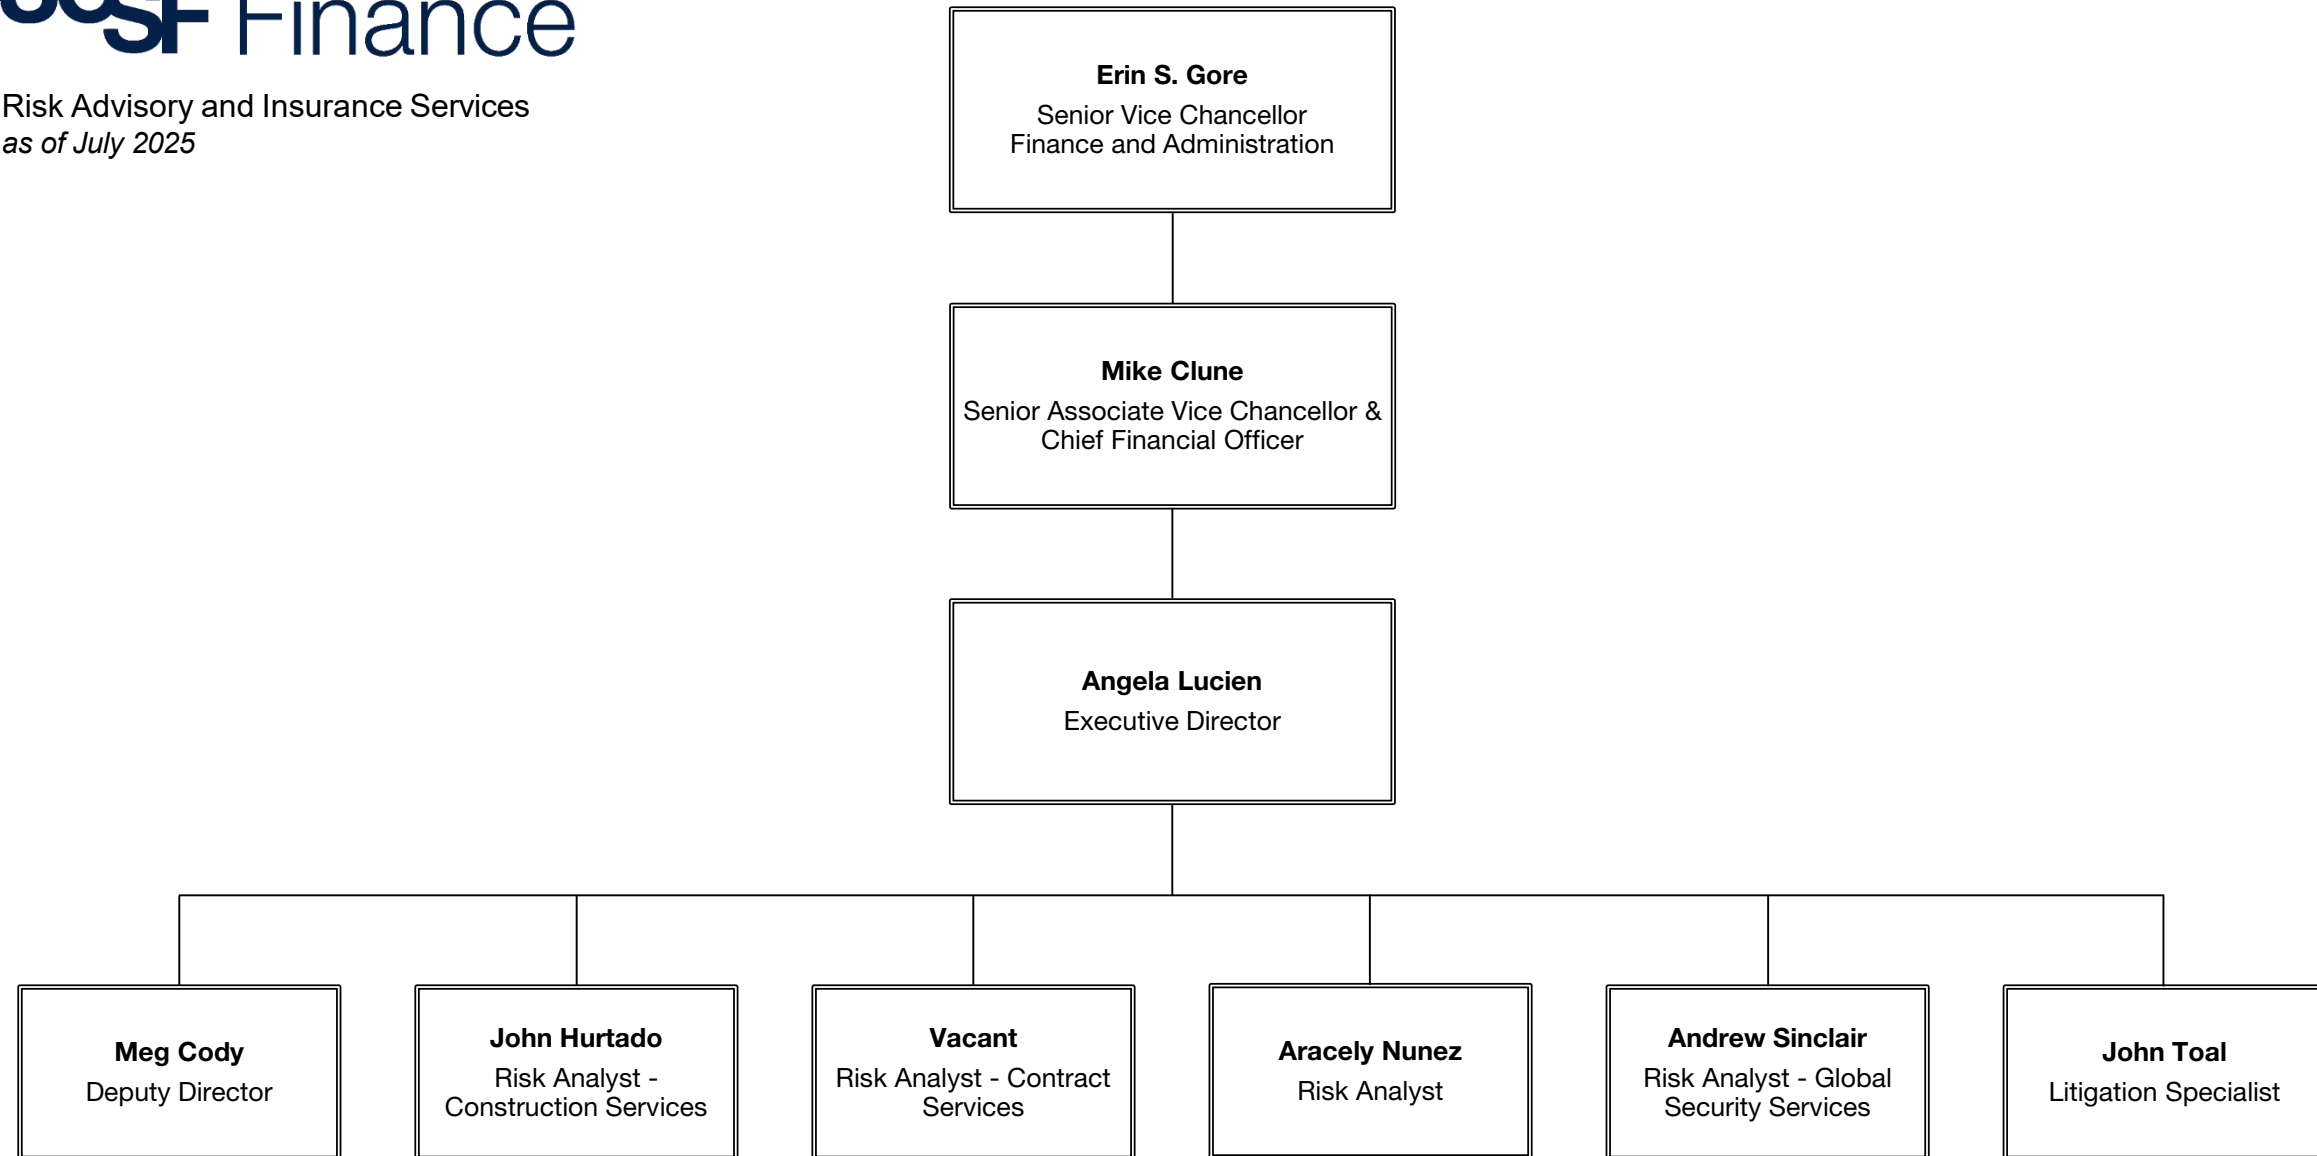 UCSF Finance
Risk Advisory and Insurance Services
as of July 2025
Erin S. Gore
Senior Vice Chancellor
Finance and Administration
Mike Clune
Senior Associate Vice Chancellor &
Chief Financial Officer
Angela Lucien
Executive Director
Meg Cody
Deputy Director
John Hurtado
Risk Analyst -
Construction Services
Vacant
Risk Analyst - Contract
Services
Aracely Nunez
Risk Analyst
Andrew Sinclair
Risk Analyst - Global
Security Services
John Toal
Litigation Specialist